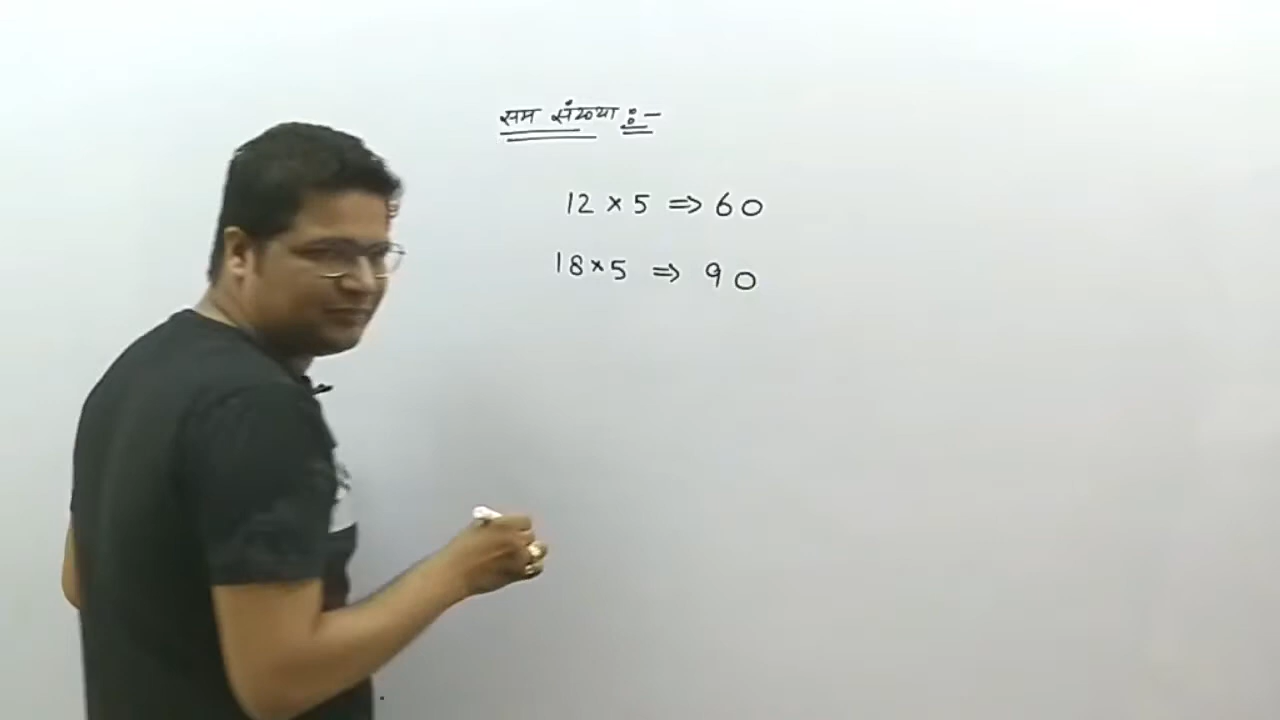 सम संख्या :-
12 × 5 ⇒ 60
18 × 5 ⇒ 90